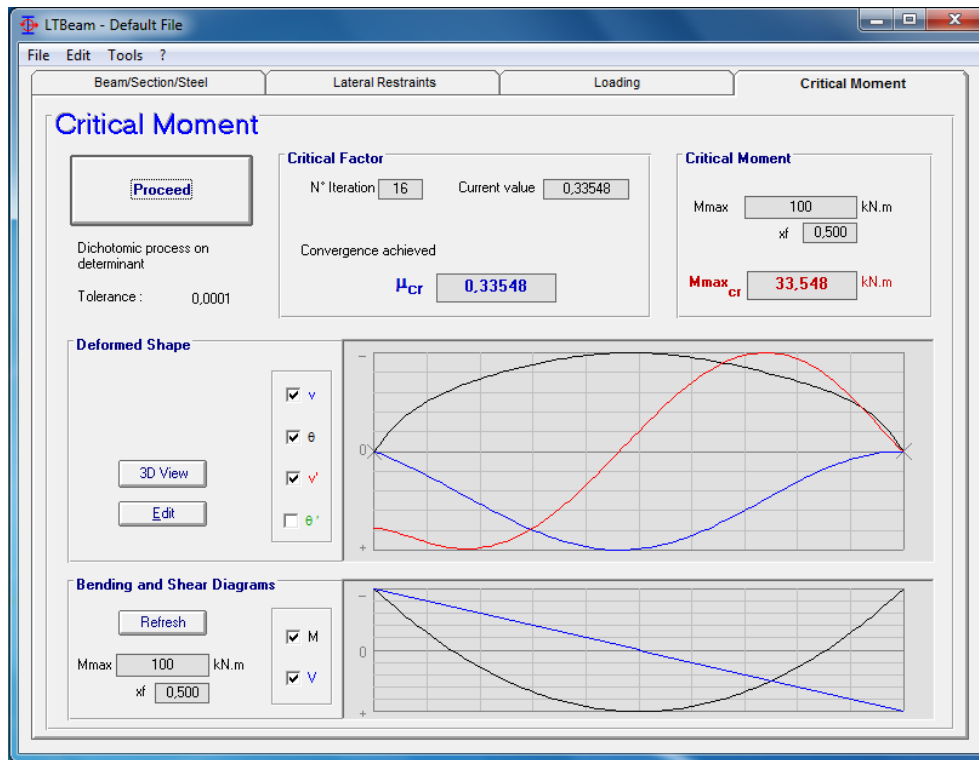 LTBeam - Default File
File Edit Tools ?
Beam/Section/Steel Lateral Restraints Loading Critical Moment
Critical Moment
Proceed
Dichotomic process on
determinant
Tolerance : 0,0001
Critical Factor
N° Iteration 16 Current value 0,33548
Convergence achieved
μcr 0,33548
Critical Moment
Mmax 100 kN.m
xf 0,500
Mmax cr 33,548 kN.m
Deformed Shape
v
θ
v'
θ'
3D View
Edit
−
0
+
Bending and Shear Diagrams
Refresh
Mmax 100 kN.m
xf 0,500
M
V
−
0
+